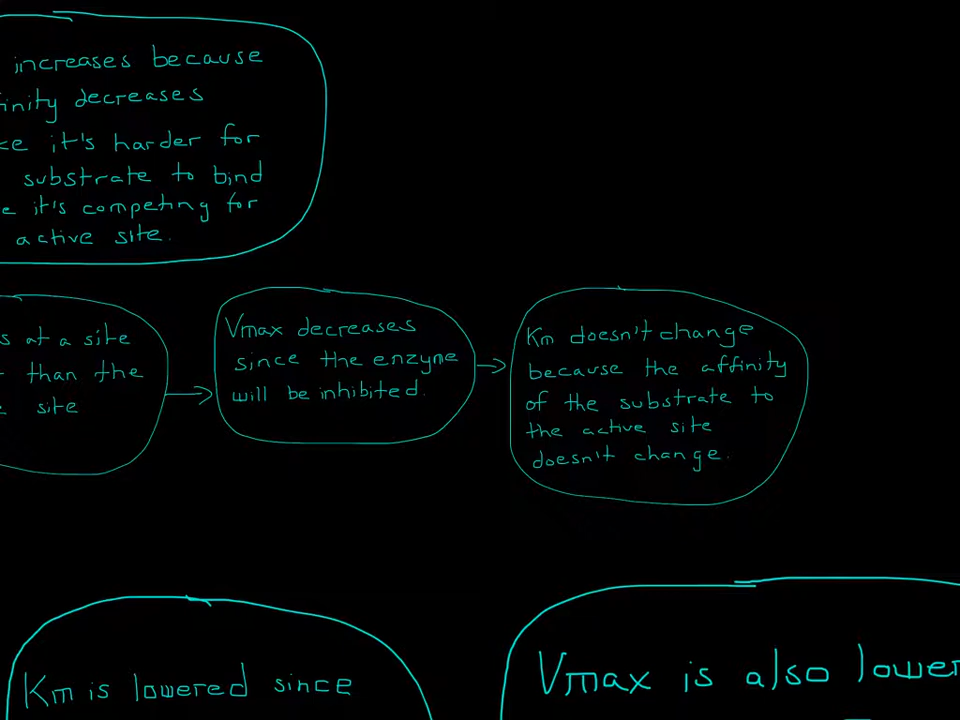 increases because
finity decreases
ce it's harder for
substrate to bind
e it's competing for
active site.
s at a site
than the
site
Vmax decreases
since the enzyme
will be inhibited.
Km doesn't change
because the affinity
of the substrate to
the active site
doesn't change.
Km is lowered since
Vmax is also lower